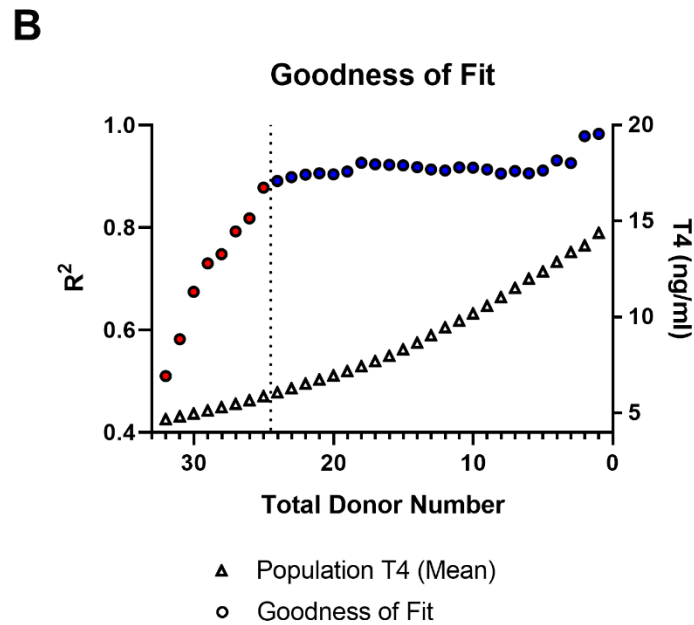 B
Goodness of Fit
1.0
0.8
0.6
0.4
R²
20
15
10
5
T4 (ng/ml)
30
20
10
0
Total Donor Number
Population T4 (Mean)
Goodness of Fit